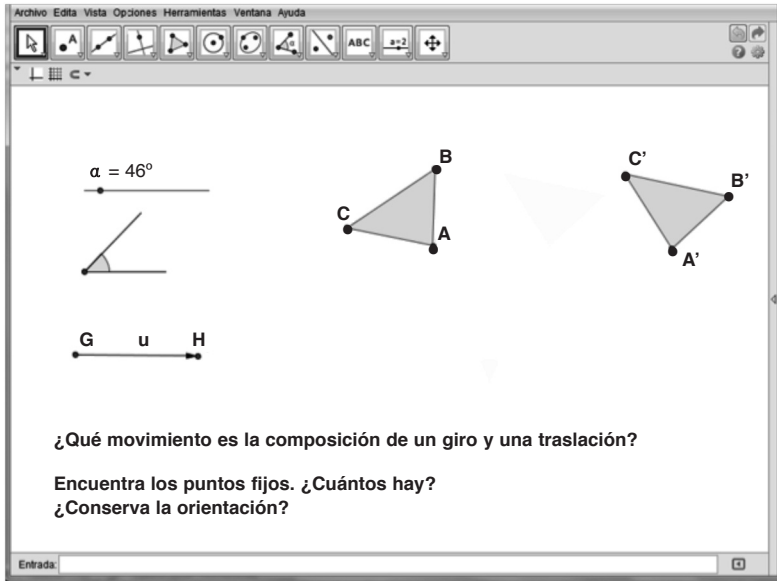 Archivo Edita Vista Opciones Herramientas Ventana Ayuda
A
α
ABC
a=2
α = 46º
B
C
A
C’
B’
A’
G u H
¿Qué movimiento es la composición de un giro y una traslación?
Encuentra los puntos fijos. ¿Cuántos hay?
¿Conserva la orientación?
Entrada: